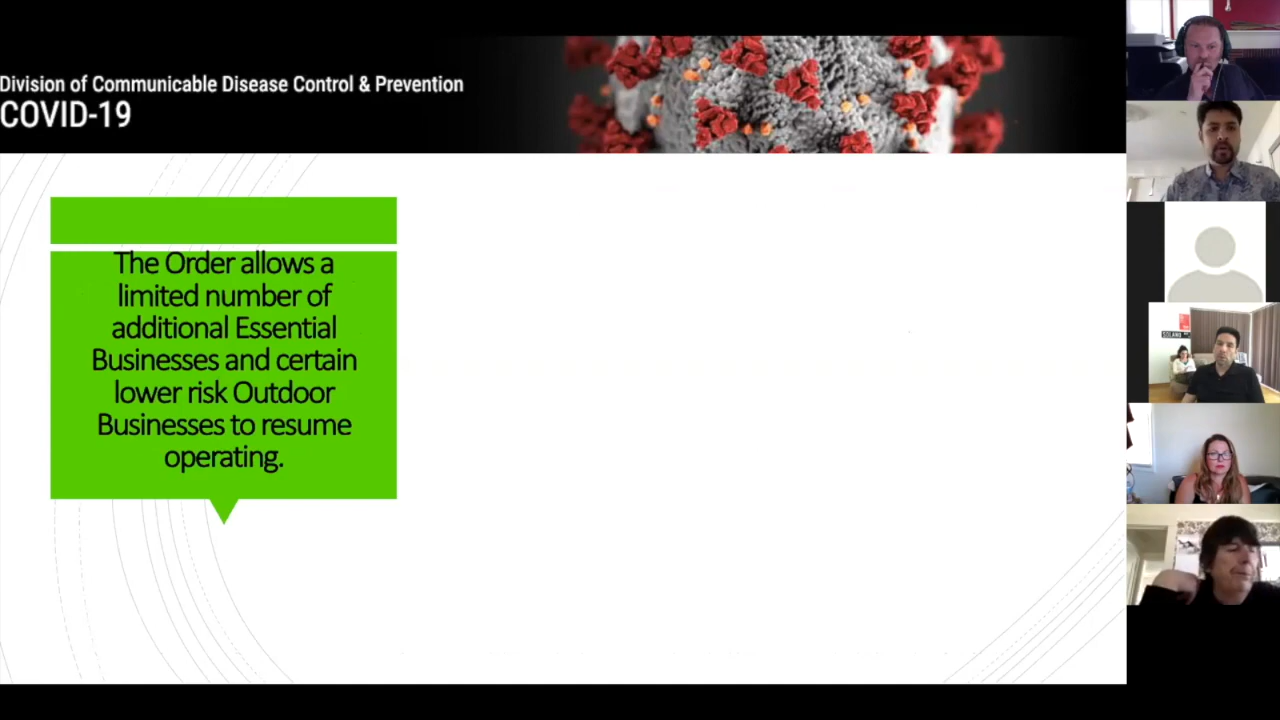 Division of Communicable Disease Control & Prevention
COVID-19
The Order allows a
limited number of
additional Essential
Businesses and certain
lower risk Outdoor
Businesses to resume
operating.